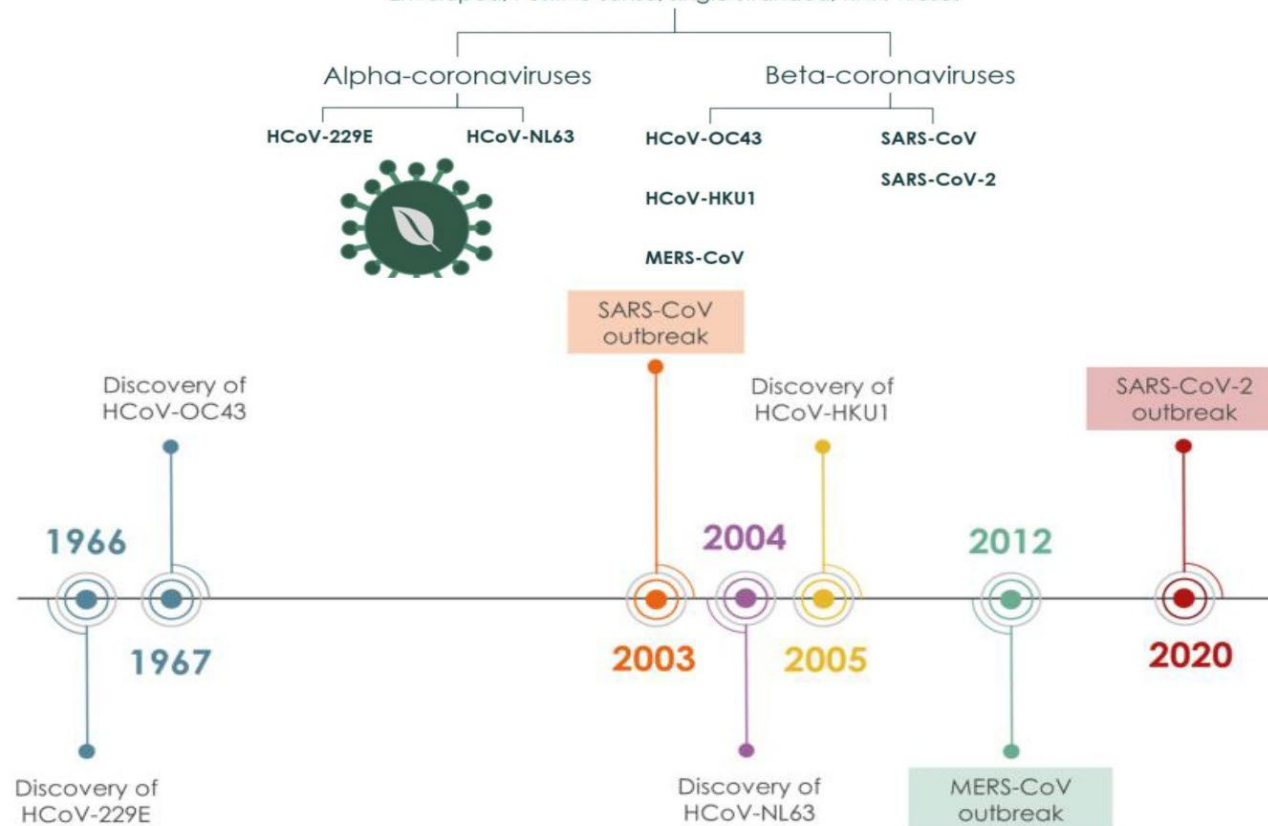 Alpha-coronaviruses
Beta-coronaviruses
HCoV-229E
HCoV-NL63
HCoV-OC43
SARS-CoV
SARS-CoV-2
HCoV-HKU1
MERS-CoV
SARS-CoV
outbreak
Discovery of
HCoV-OC43
Discovery of
HCoV-HKU1
SARS-CoV-2
outbreak
1966
2004
2012
1967
2003
2005
2020
Discovery of
HCoV-229E
Discovery of
HCoV-NL63
MERS-CoV
outbreak